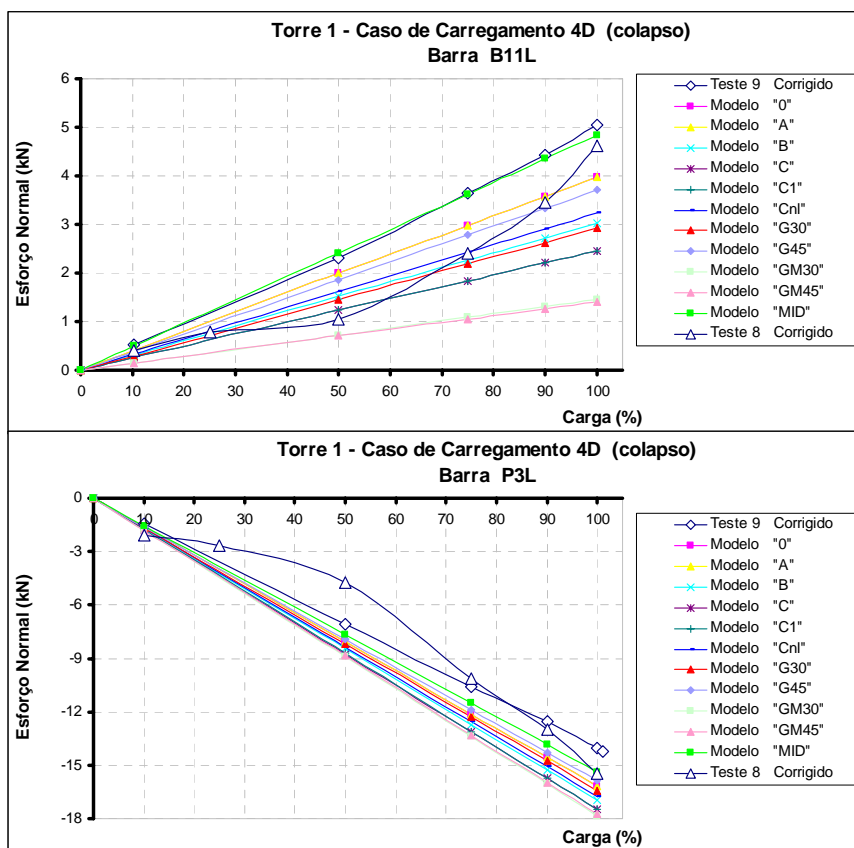 Torre 1 - Caso de Carregamento 4D (colapso)
Barra B11L
Esforço Normal (kN)
6
5
4
3
2
1
0
0 10 20 30 40 50 60 70 80 90 100
Carga (%)
Teste 9 Corrigido
Modelo "0"
Modelo "A"
Modelo "B"
Modelo "C"
Modelo "C1"
Modelo "Cnl"
Modelo "G30"
Modelo "G45"
Modelo "GM30"
Modelo "GM45"
Modelo "MID"
Teste 8 Corrigido
Torre 1 - Caso de Carregamento 4D (colapso)
Barra P3L
Esforço Normal (kN)
0
-3
-6
-9
-12
-15
-18
0 10 20 30 40 50 60 70 80 90 100
Carga (%)
Teste 9 Corrigido
Modelo "0"
Modelo "A"
Modelo "B"
Modelo "C"
Modelo "C1"
Modelo "Cnl"
Modelo "G30"
Modelo "G45"
Modelo "GM30"
Modelo "GM45"
Modelo "MID"
Teste 8 Corrigido